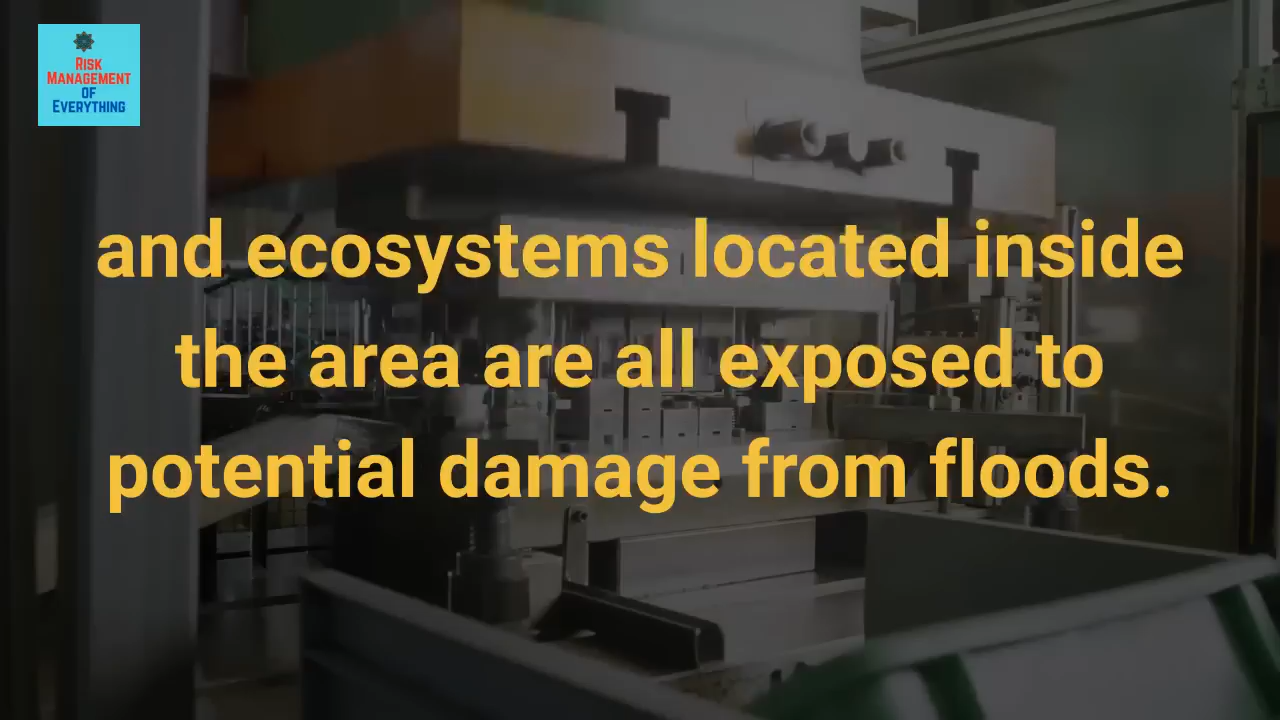 Risk
Management
of
Everything
and ecosystems located inside
the area are all exposed to
potential damage from floods.